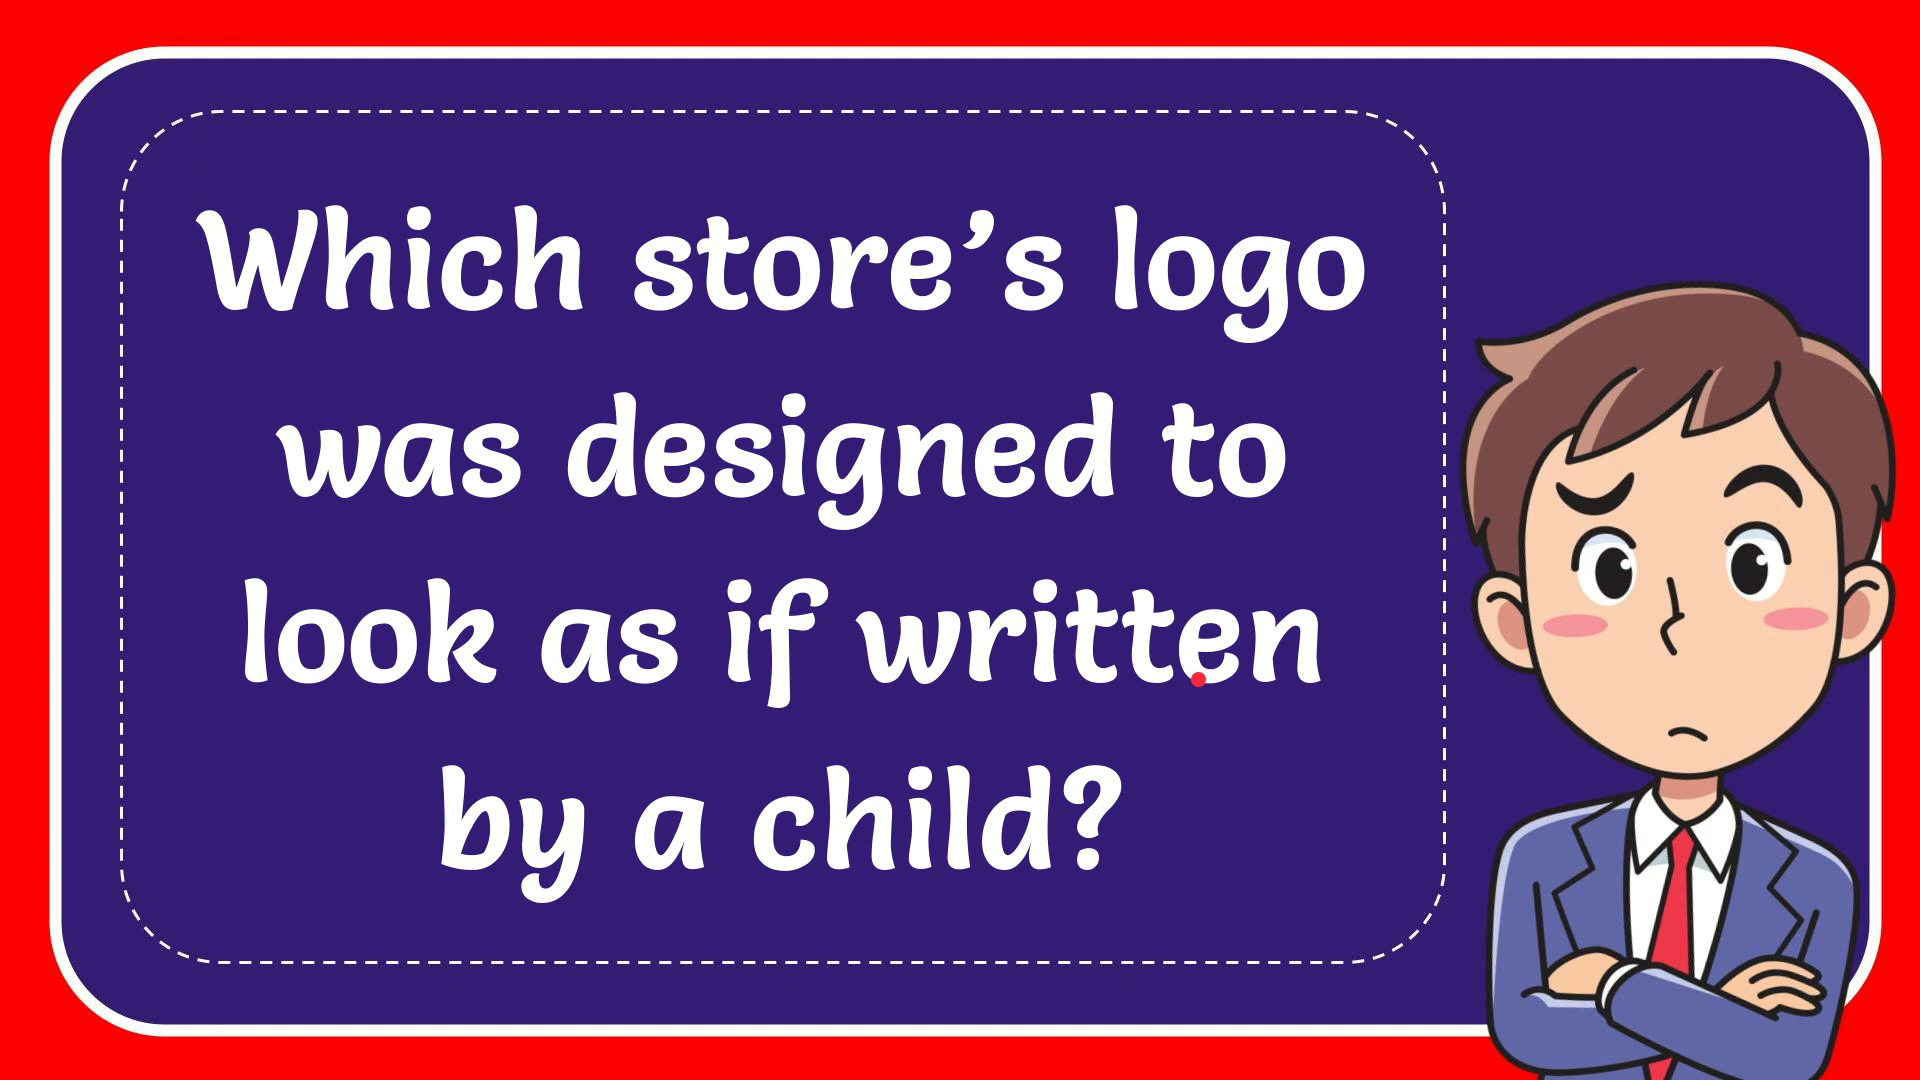 Which store’s logo
was designed to
look as if written
by a child?